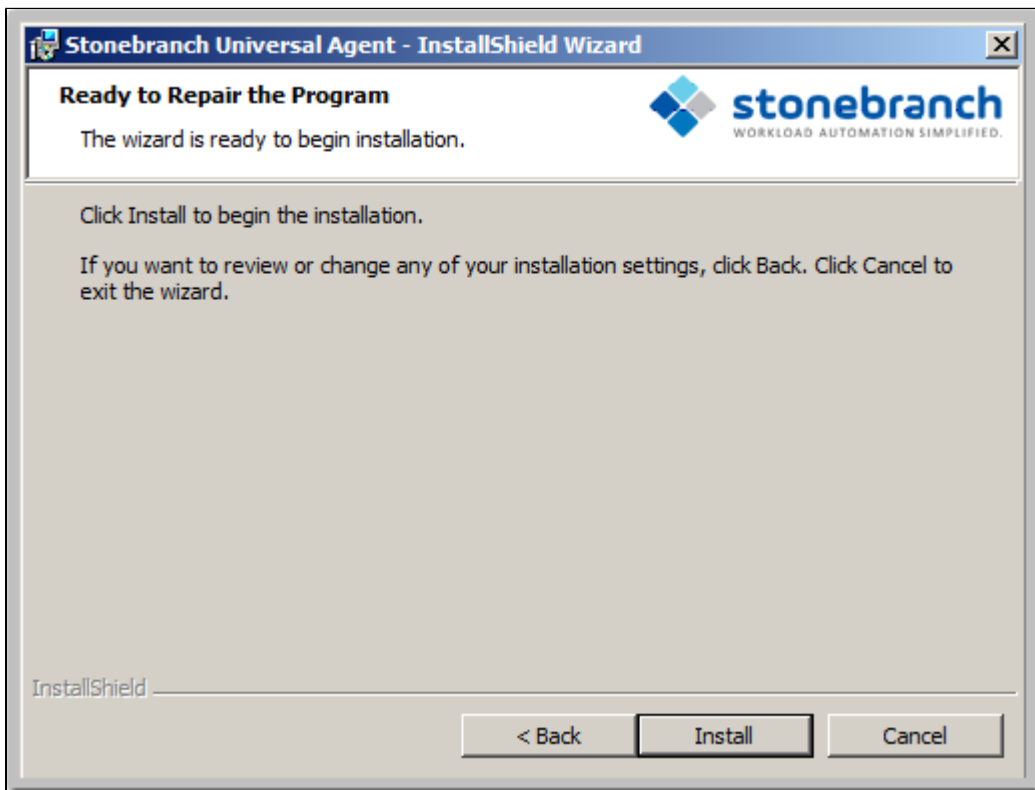 Stonebranch Universal Agent - InstallShield Wizard
Ready to Repair the Program
The wizard is ready to begin installation.
stonebranch
WORKLOAD AUTOMATION SIMPLIFIED.
Click Install to begin the installation.
If you want to review or change any of your installation settings, click Back. Click Cancel to
exit the wizard.
InstallShield
< Back
Install
Cancel